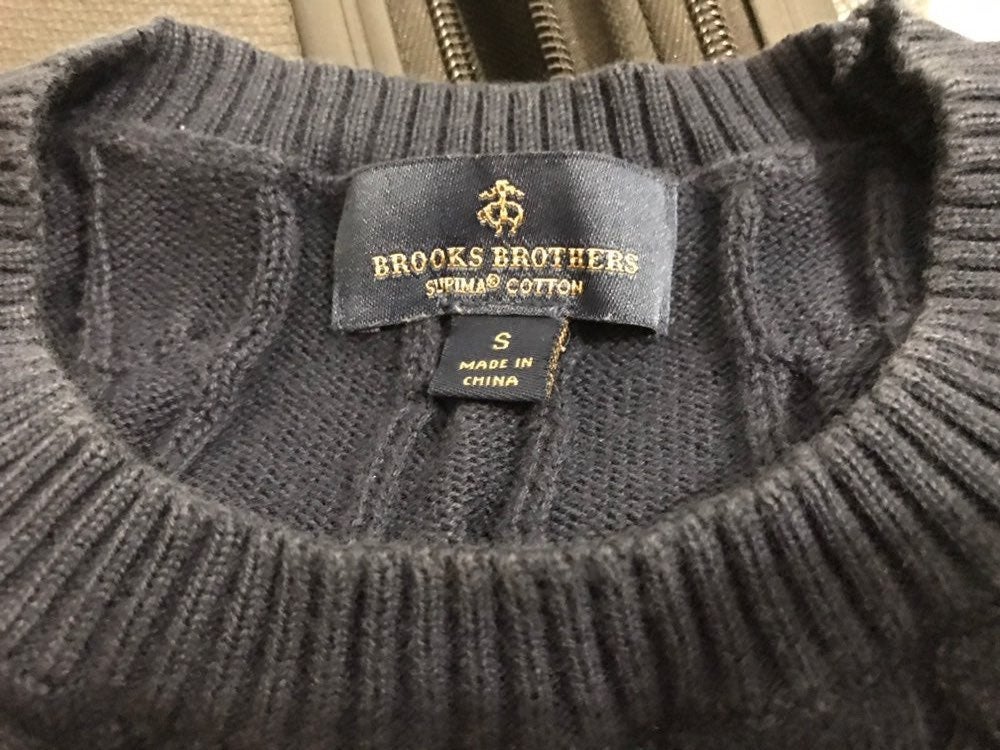 BROOKS BROTHERS
SUPIMA® COTTON
S
MADE IN
CHINA